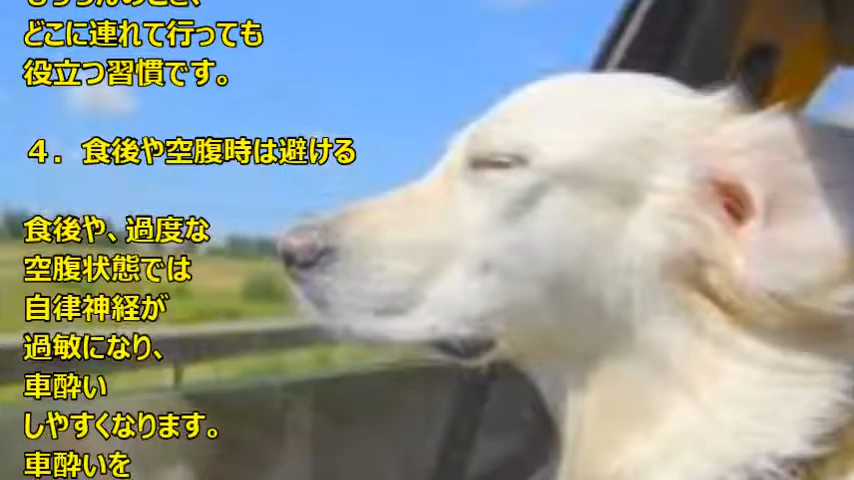 どこに連れて行っても
役立つ習慣です。
４．食後や空腹時は避ける
食後や、過度な
空腹状態では
自律神経が
過敏になり、
車酔い
しやすくなります。
車酔いを